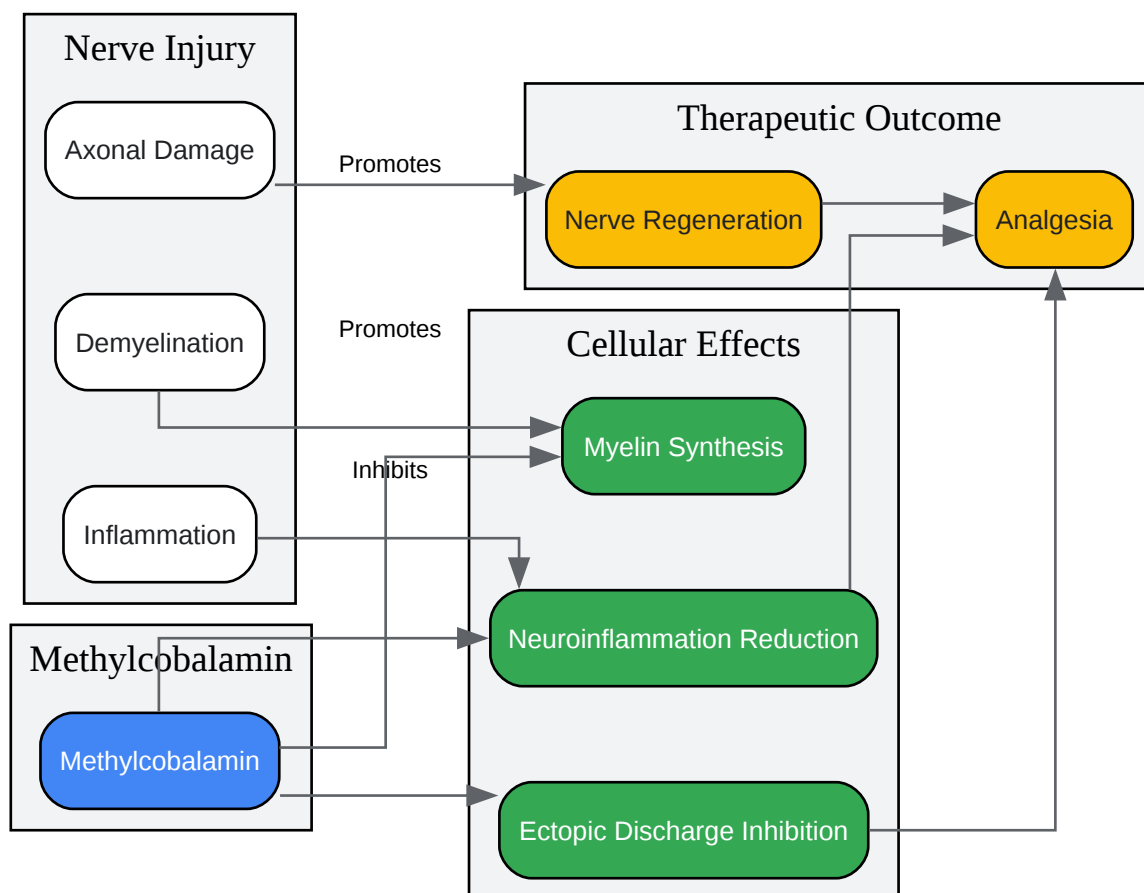 Nerve Injury
Axonal Damage
Promotes
Therapeutic Outcome
Nerve Regeneration
Analgesia
Demyelination
Promotes
Cellular Effects
Myelin Synthesis
Inhibits
Inflammation
Neuroinflammation Reduction
Methylcobalamin
Methylcobalamin
Ectopic Discharge Inhibition